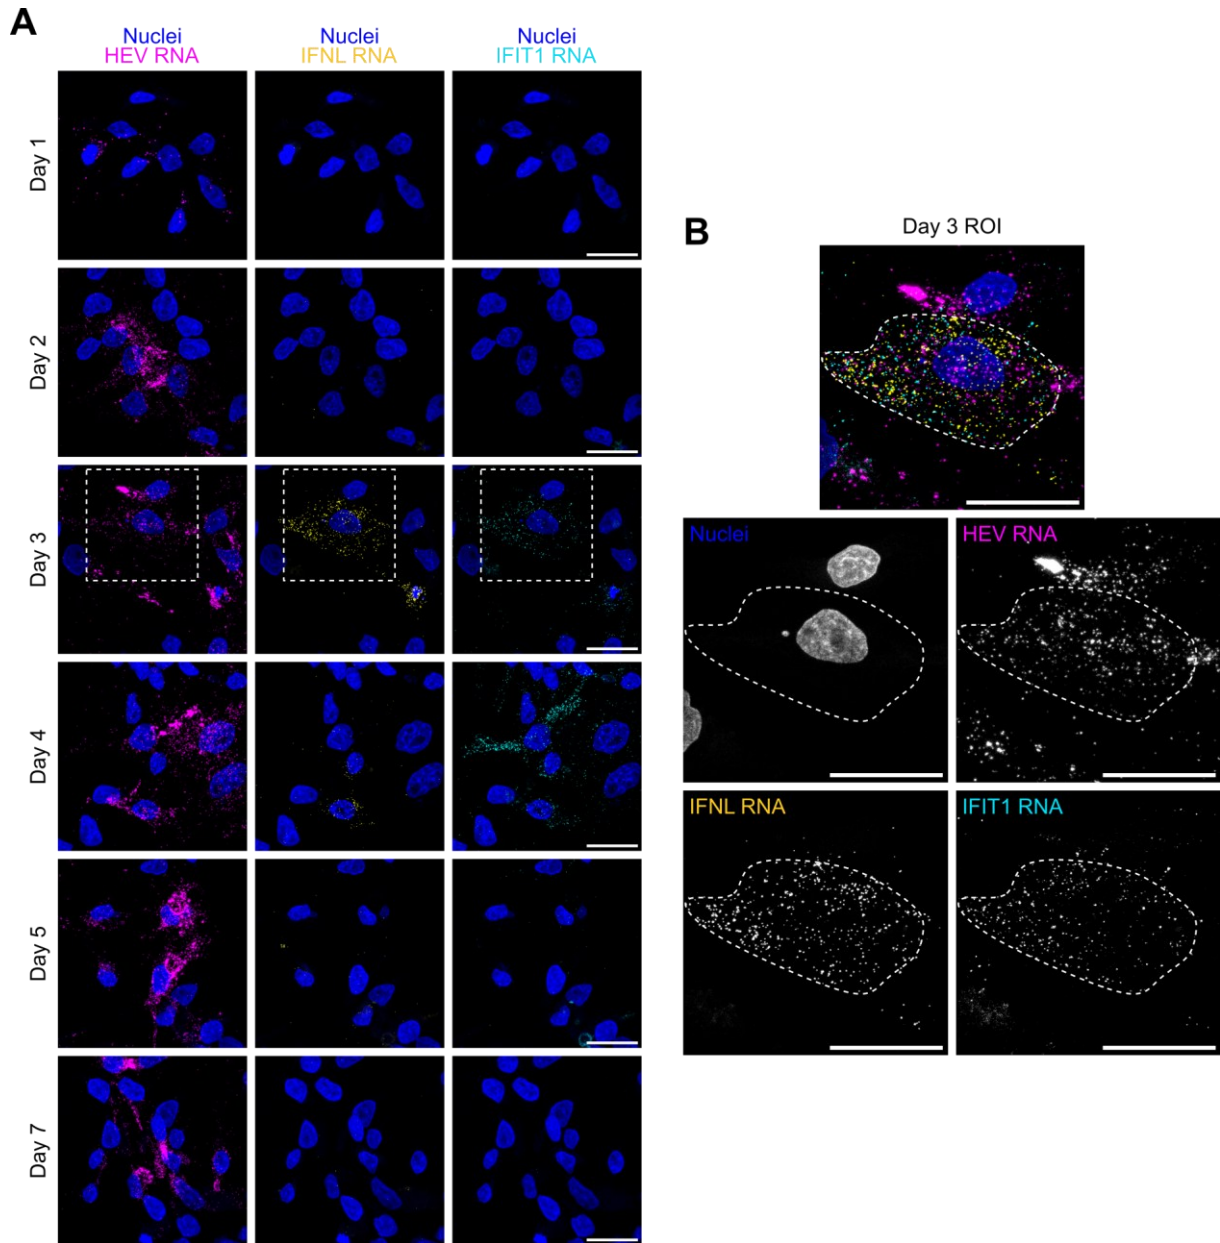 A
Nuclei
HEV RNA
Nuclei
IFNL RNA
Nuclei
IFIT1 RNA
Day 1
Day 2
Day 3
Day 4
Day 5
Day 7
B
Day 3 ROI
Nuclei
HEV RNA
IFNL RNA
IFIT1 RNA